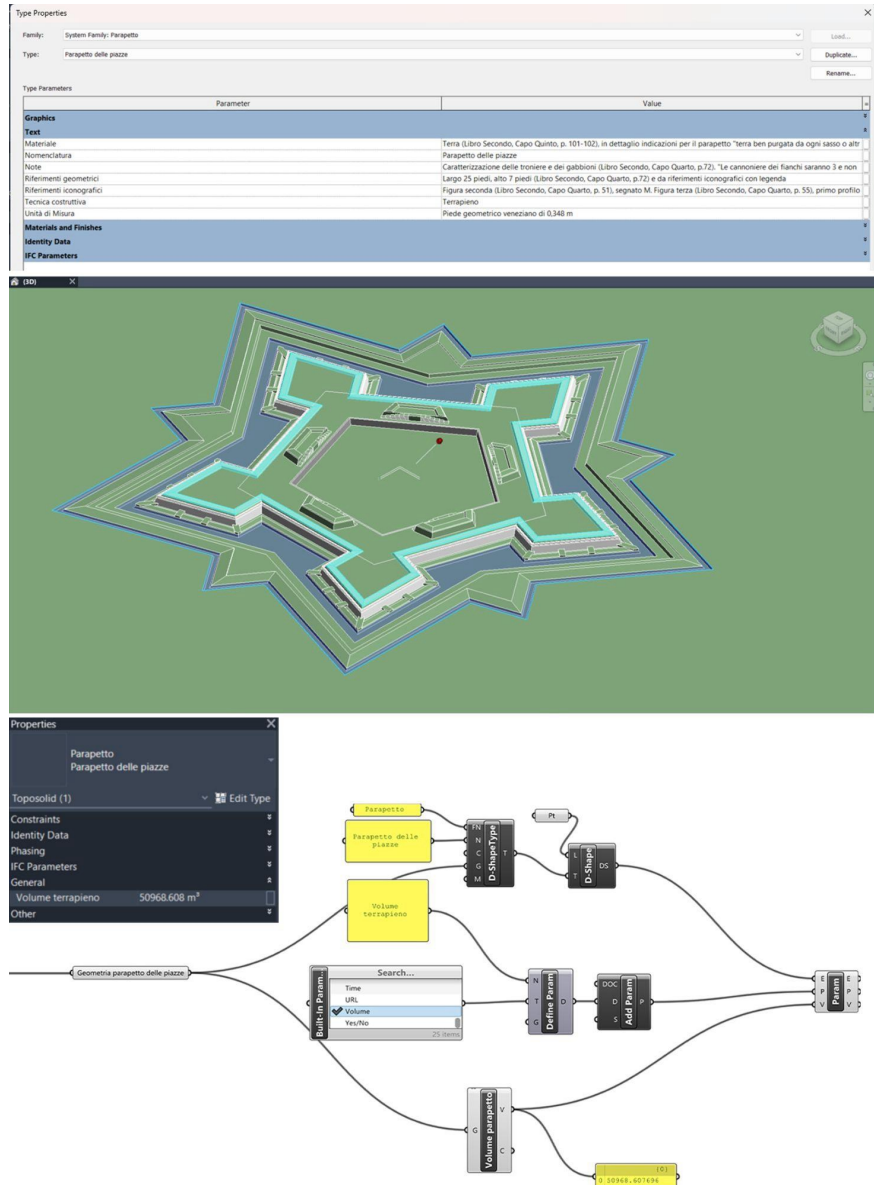 Type Properties
Family: System Family: Parapetto Load...
Type: Parapetto delle piazze Duplicate...
Rename...
Type Parameters
Parameter Value
Graphics
Text
Materiale Terra (Libro Secondo, Capo Quinto, p. 101-102), in dettaglio indicazioni per il parapetto "terra ben purgata da ogni sasso o altr
Nomenclatura Parapetto delle piazze
Note Caratterizzazione delle troniere e dei gabbioni (Libro Secondo, Capo Quarto, p.72). "Le cannoniere dei fianchi saranno 3 e non
Riferimenti geometrici Largo 25 piedi, alto 7 piedi (Libro Secondo, Capo Quarto, p.72) e da riferimenti iconografici con legenda
Riferimenti iconografici Figura seconda (Libro Secondo, Capo Quarto, p. 51), segnato M. Figura terza (Libro Secondo, Capo Quarto, p. 55), primo profilo
Tecnica costruttiva Terrapieno
Unità di Misura Piede geometrico veneziano di 0,348 m
Materials and Finishes
Identity Data
IFC Parameters
(3D)
Properties
Parapetto
Parapetto delle piazze
Toposolid (1) Edit Type
Constraints
Identity Data
Phasing
IFC Parameters
General
Volume terrapieno 50968.608 m³
Other
Parapetto
Parapetto delle
piazze
FN
N
C
G
M
D-ShapeType
T
Pt
L
T
D-Shape
DS
Volume
terrapieno
Geometria parapetto delle piazze
Built-In Param...
Search...
Time
URL
Volume
Yes/No
25 items
N
T
G
Define Param
D
DOC
D
S
Add Param
P
E
P
V
Param
E
P
V
G
Volume parapetto
V
C
{0}
0 50968.607696